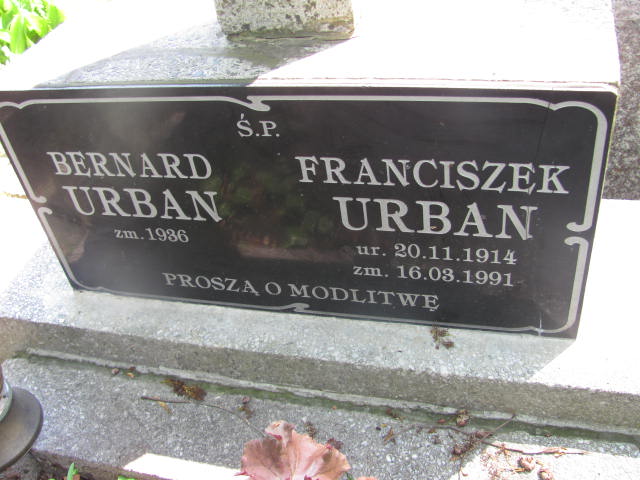 Ś.P.
BERNARD
URBAN
zm. 1936
FRANCISZEK
URBAN
ur. 20.11.1914
zm. 16.03.1991
PROSZĄ O MODLITWĘ